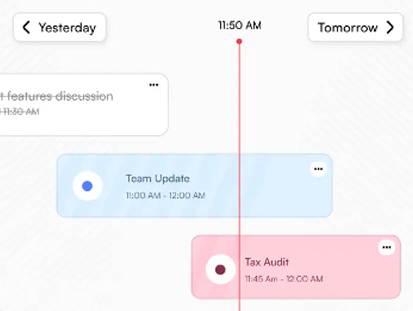 11:50 AM
Yesterday
Tomorrow
t features discussion
11:30 AM
Team Update
11:00 AM - 12:00 AM
Tax Audit
11:45 Am - 12:00 AM